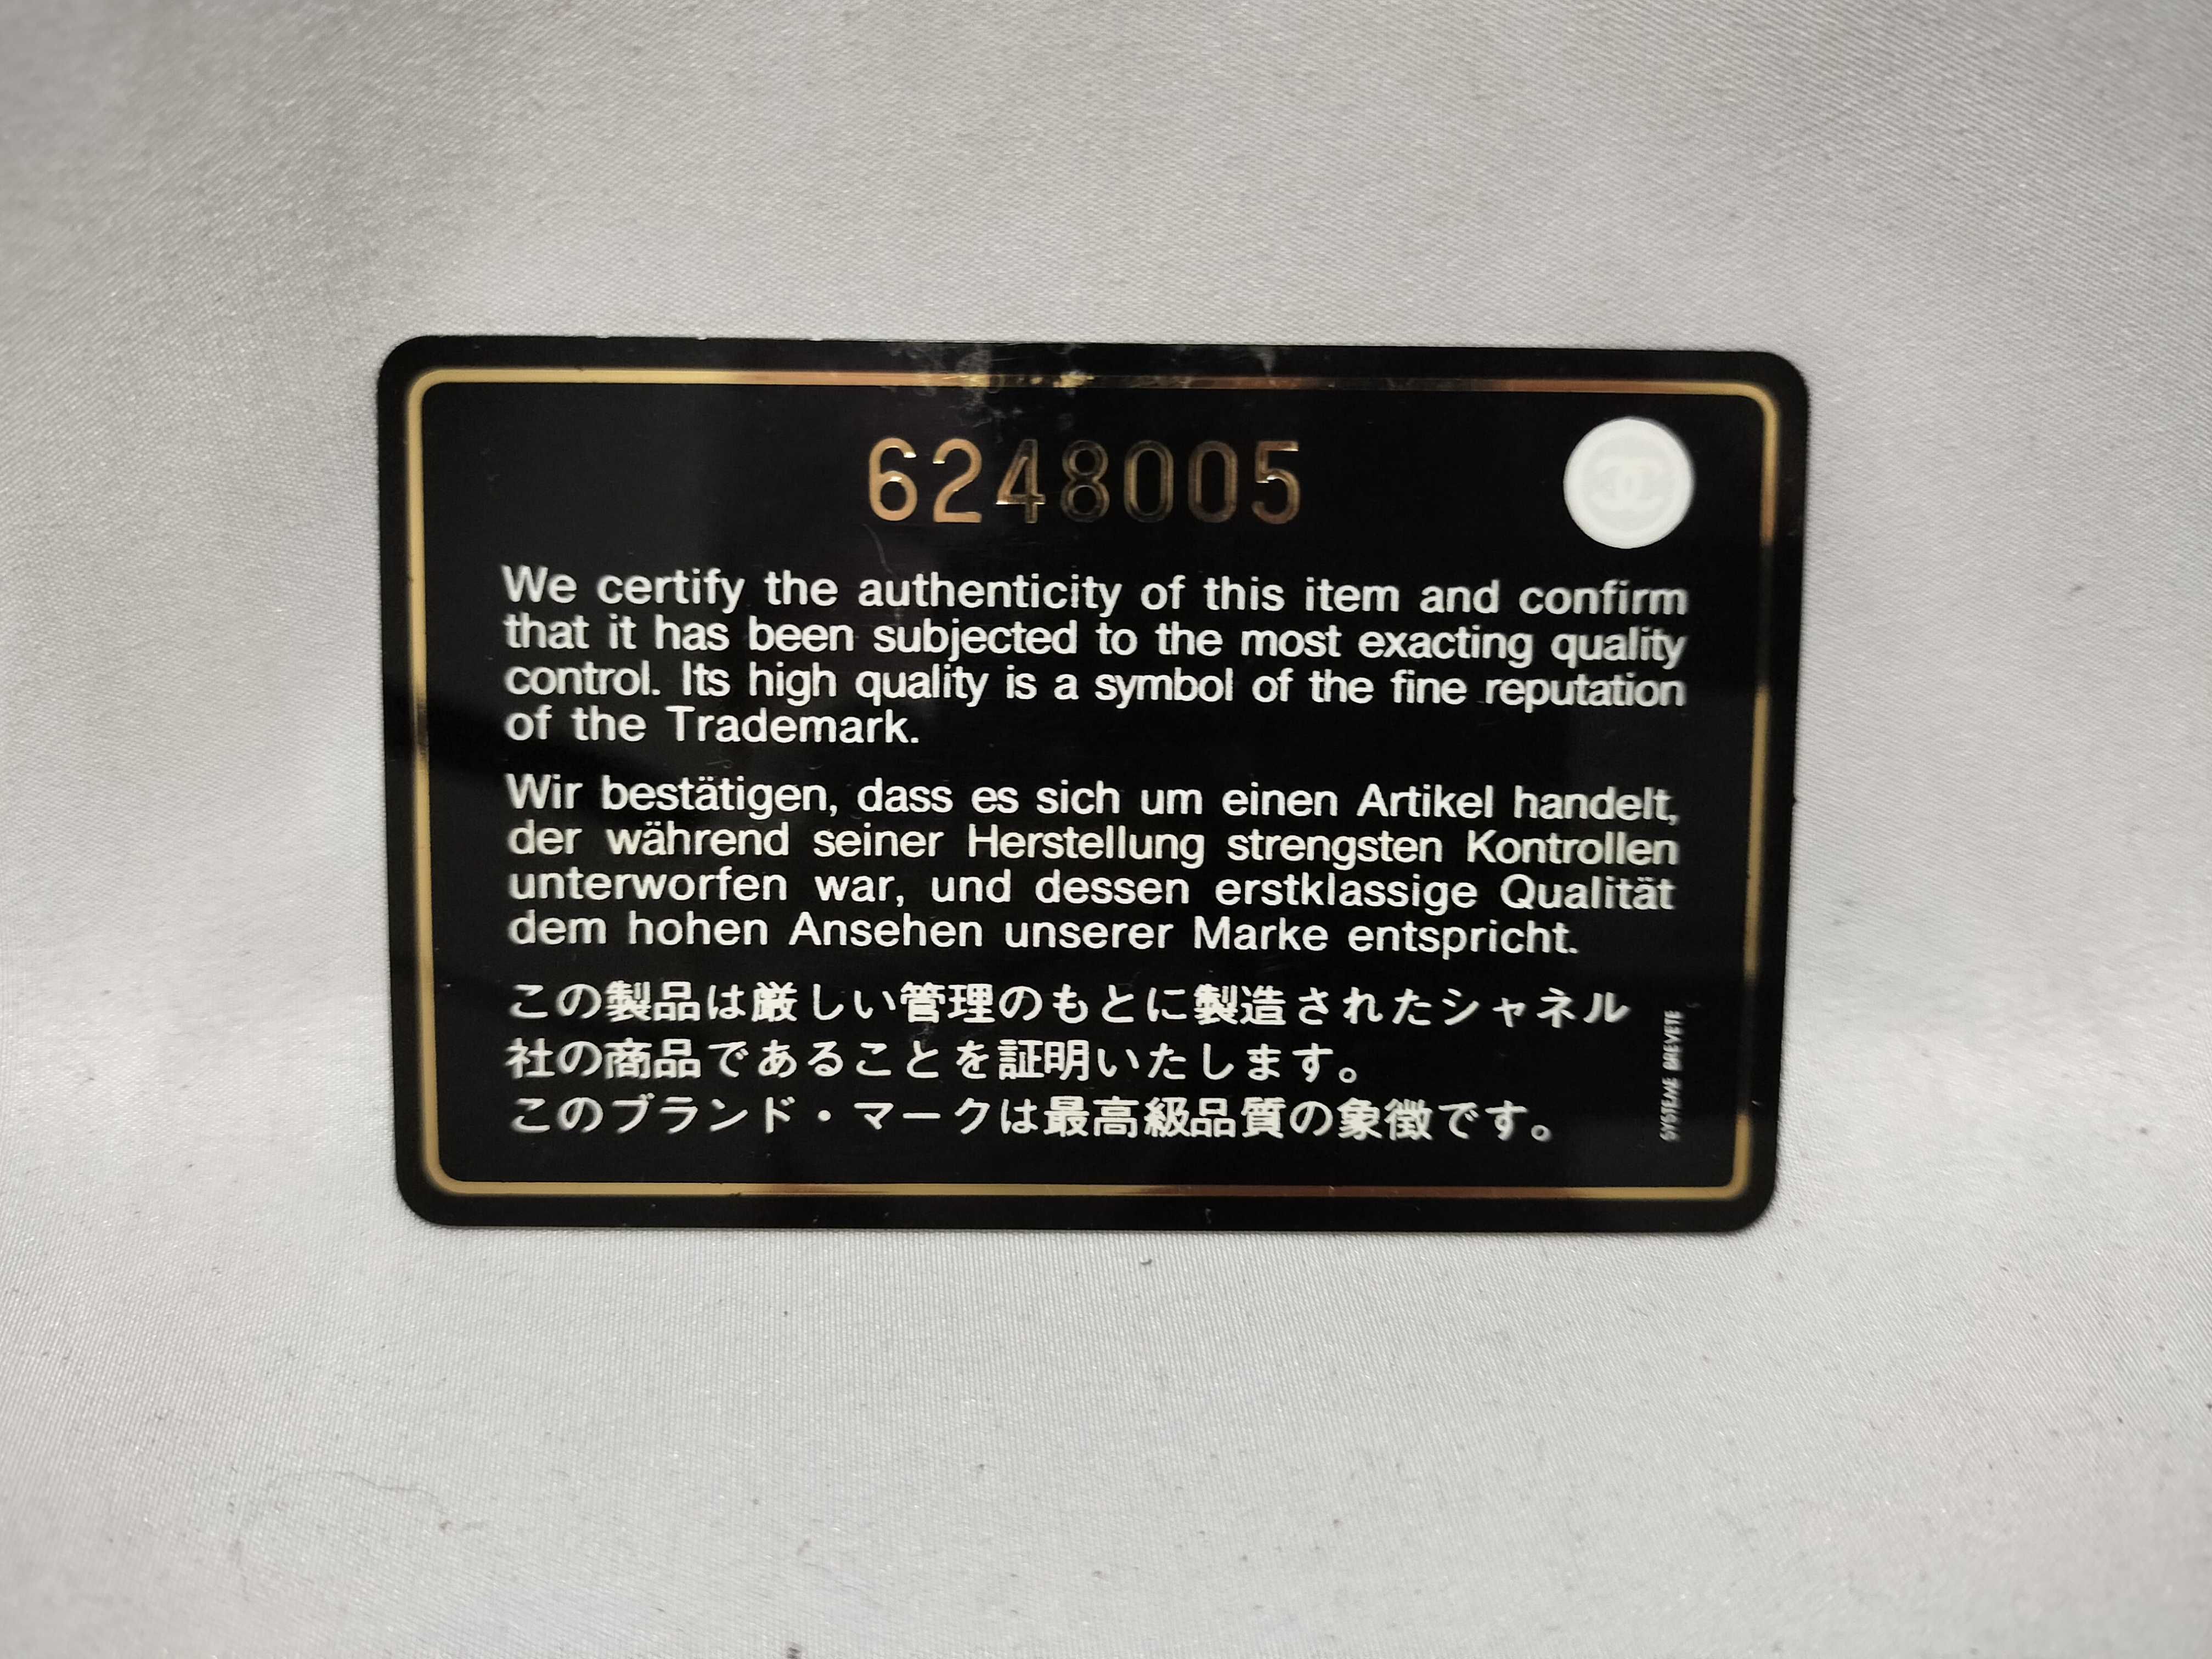 6248005
We certify the authenticity of this item and confirm
that it has been subjected to the most exacting quality
control. Its high quality is a symbol of the fine reputation
of the Trademark.
Wir bestätigen, dass es sich um einen Artikel handelt,
der während seiner Herstellung strengsten Kontrollen
unterworfen war, und dessen erstklassige Qualität
dem hohen Ansehen unserer Marke entspricht.
この製品は厳しい管理のもとに製造されたシャネル
社の商品であることを証明いたします。
このブランド・マークは最高級品質の象徴です。
SYSTEME BREVETE